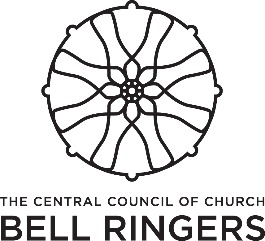 THE CENTRAL COUNCIL OF CHURCH
BELL RINGERS